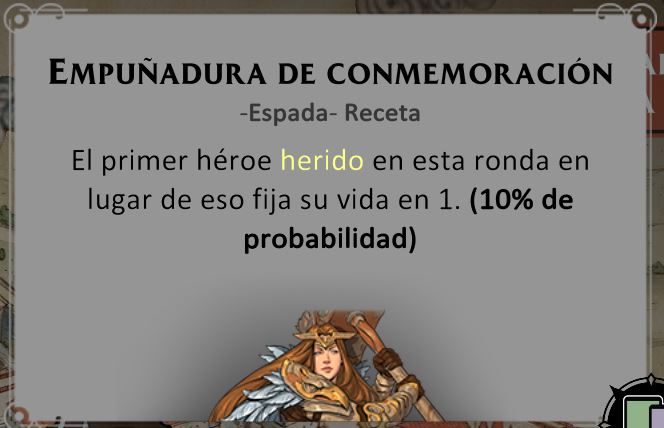 EMPUÑADURA DE CONMEMORACIÓN
-Espada- Receta
El primer héroe herido en esta ronda en
lugar de eso fija su vida en 1. (10% de
probabilidad)